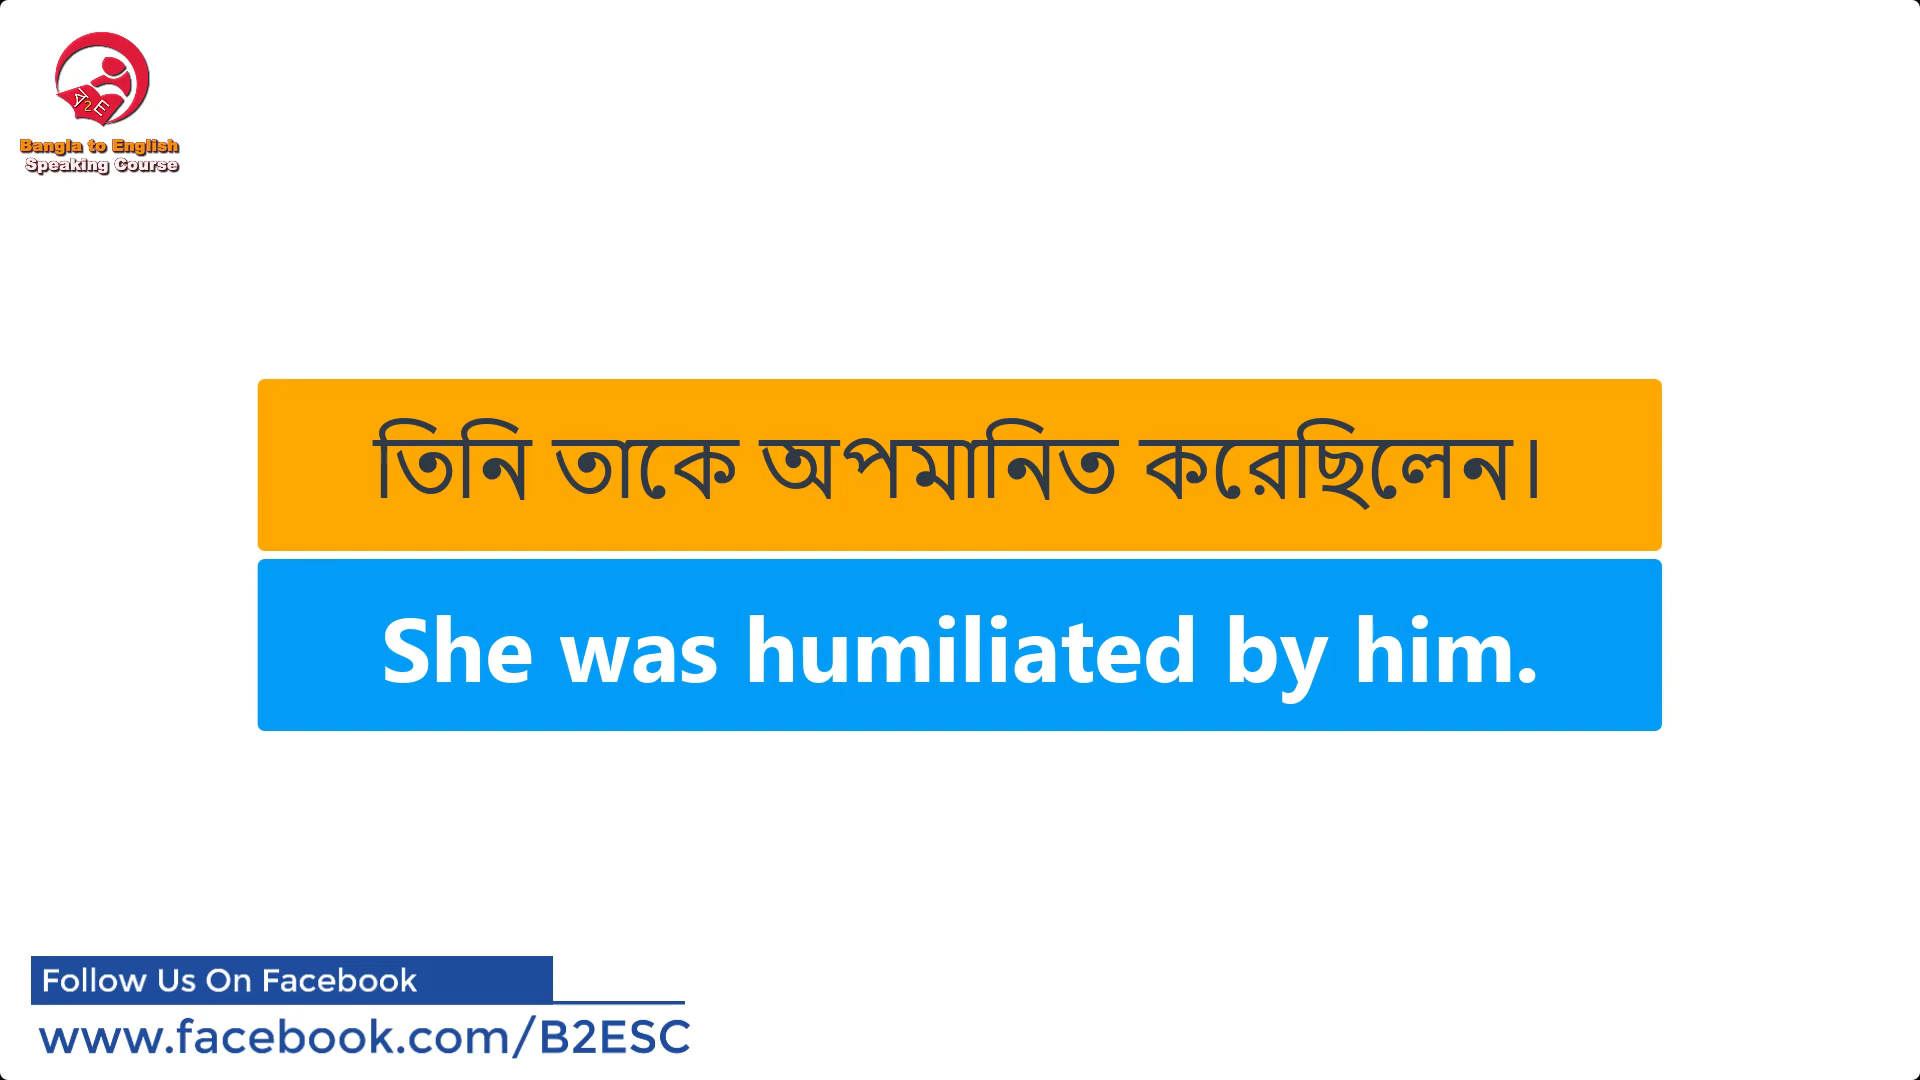 B2E
Bangla to English
Speaking Course
তিনি তাকে অপমানিত করেছিলেন।
She was humiliated by him.
Follow Us On Facebook
www.facebook.com/B2ESC